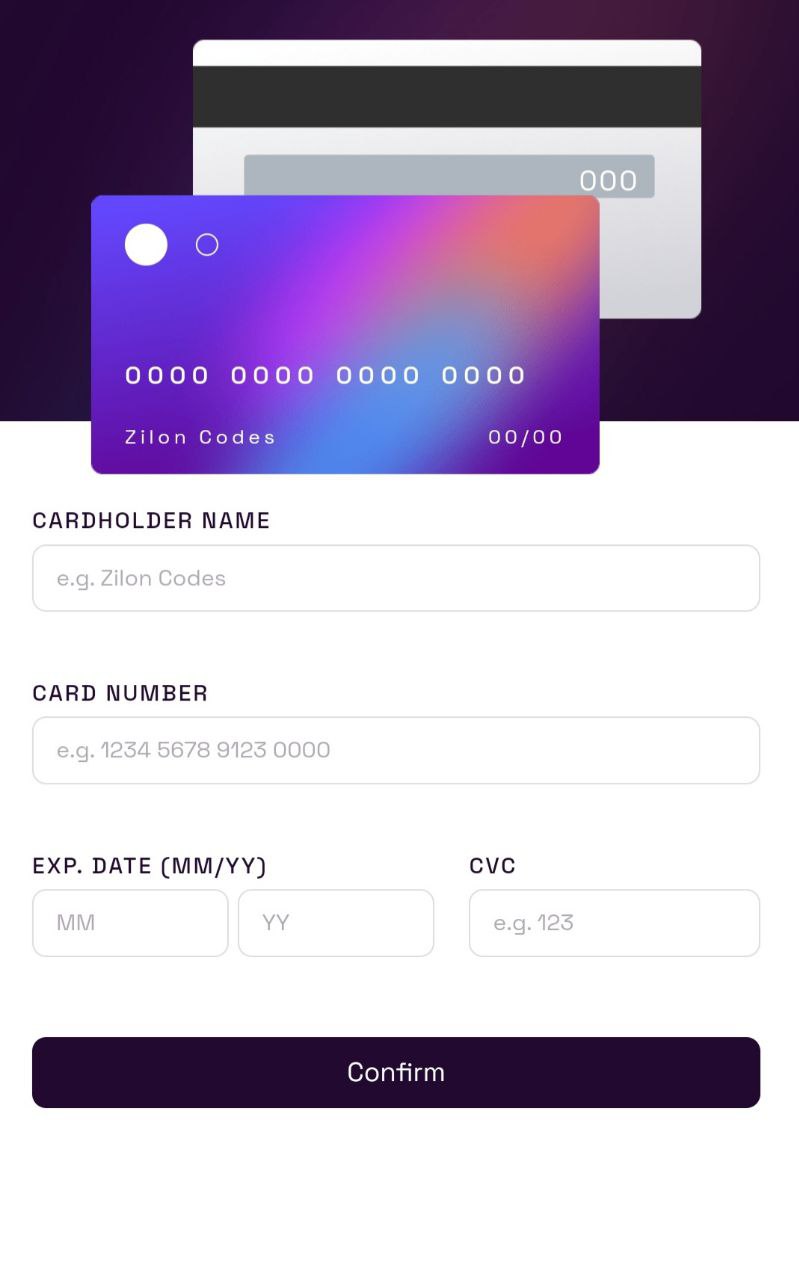 000
0000 0000 0000 0000
Zilon Codes 00/00
CARDHOLDER NAME
e.g. Zilon Codes
CARD NUMBER
e.g. 1234 5678 9123 0000
EXP. DATE (MM/YY) CVC
MM YY e.g. 123
Confirm